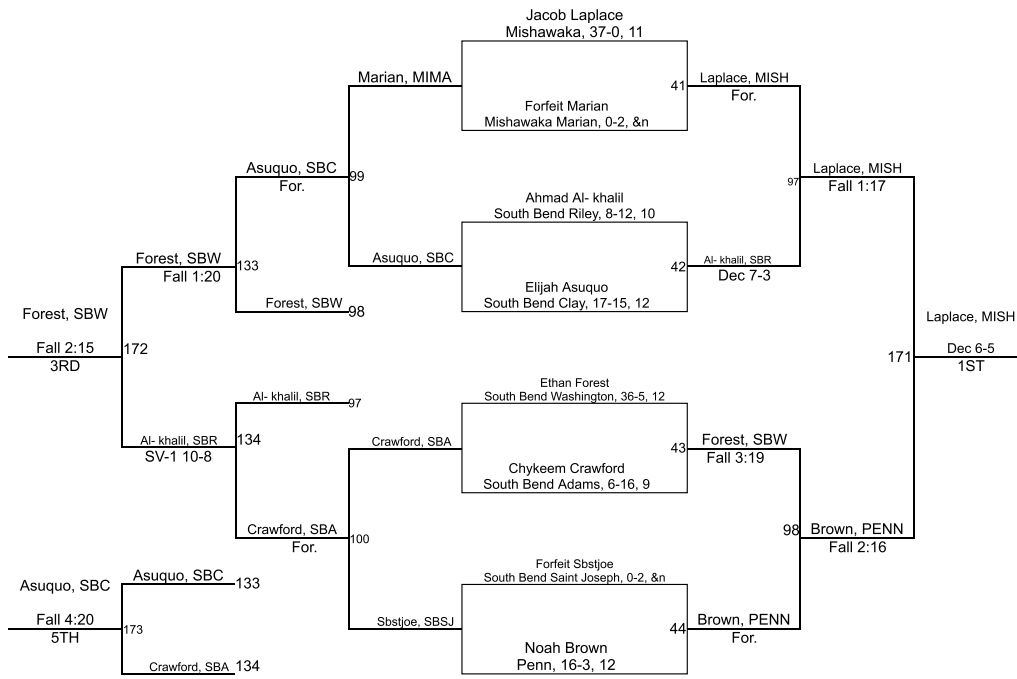 Jacob Laplace
Mishawaka, 37-0, 11
Marian, MIMA
41
Laplace, MISH
For.
Forfeit Marian
Mishawaka Marian, 0-2, &n
Asuquo, SBC
For.
99
97
Laplace, MISH
Fall 1:17
Ahmad Al- khalil
South Bend Riley, 8-12, 10
Forest, SBW
Fall 1:20
133
Asuquo, SBC
42
Al- khalil, SBR
Dec 7-3
Elijah Asuquo
South Bend Clay, 17-15, 12
Forest, SBW
98
Forest, SBW
Fall 2:15
3RD
172
Laplace, MISH
171
Dec 6-5
1ST
Ethan Forest
South Bend Washington, 36-5, 12
Al- khalil, SBR
97
Al- khalil, SBR
SV-1 10-8
134
Crawford, SBA
43
Forest, SBW
Fall 3:19
Chykeem Crawford
South Bend Adams, 6-16, 9
Crawford, SBA
For.
100
98
Brown, PENN
Fall 2:16
Forfeit Sbstjoe
South Bend Saint Joseph, 0-2, &n
Asuquo, SBC
133
Asuquo, SBC
Fall 4:20
5TH
173
Sbstjoe, SBSJ
44
Brown, PENN
For.
Noah Brown
Penn, 16-3, 12
Crawford, SBA
134